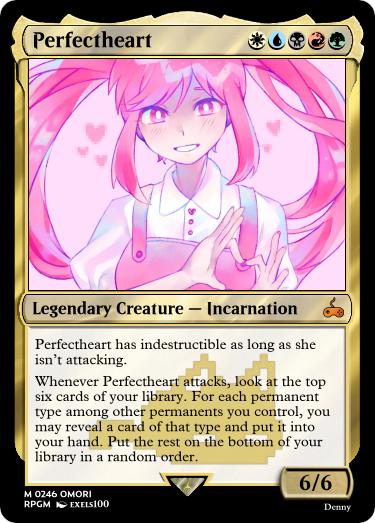 Perfectheart
Legendary Creature — Incarnation
Perfectheart has indestructible as long as she
isn't attacking.
Whenever Perfectheart attacks, look at the top
six cards of your library. For each permanent
type among other permanents you control, you
may reveal a card of that type and put it into
your hand. Put the rest on the bottom of your
library in a random order.
6/6
M 0246 OMORI
RPGM EXELS100
Denny